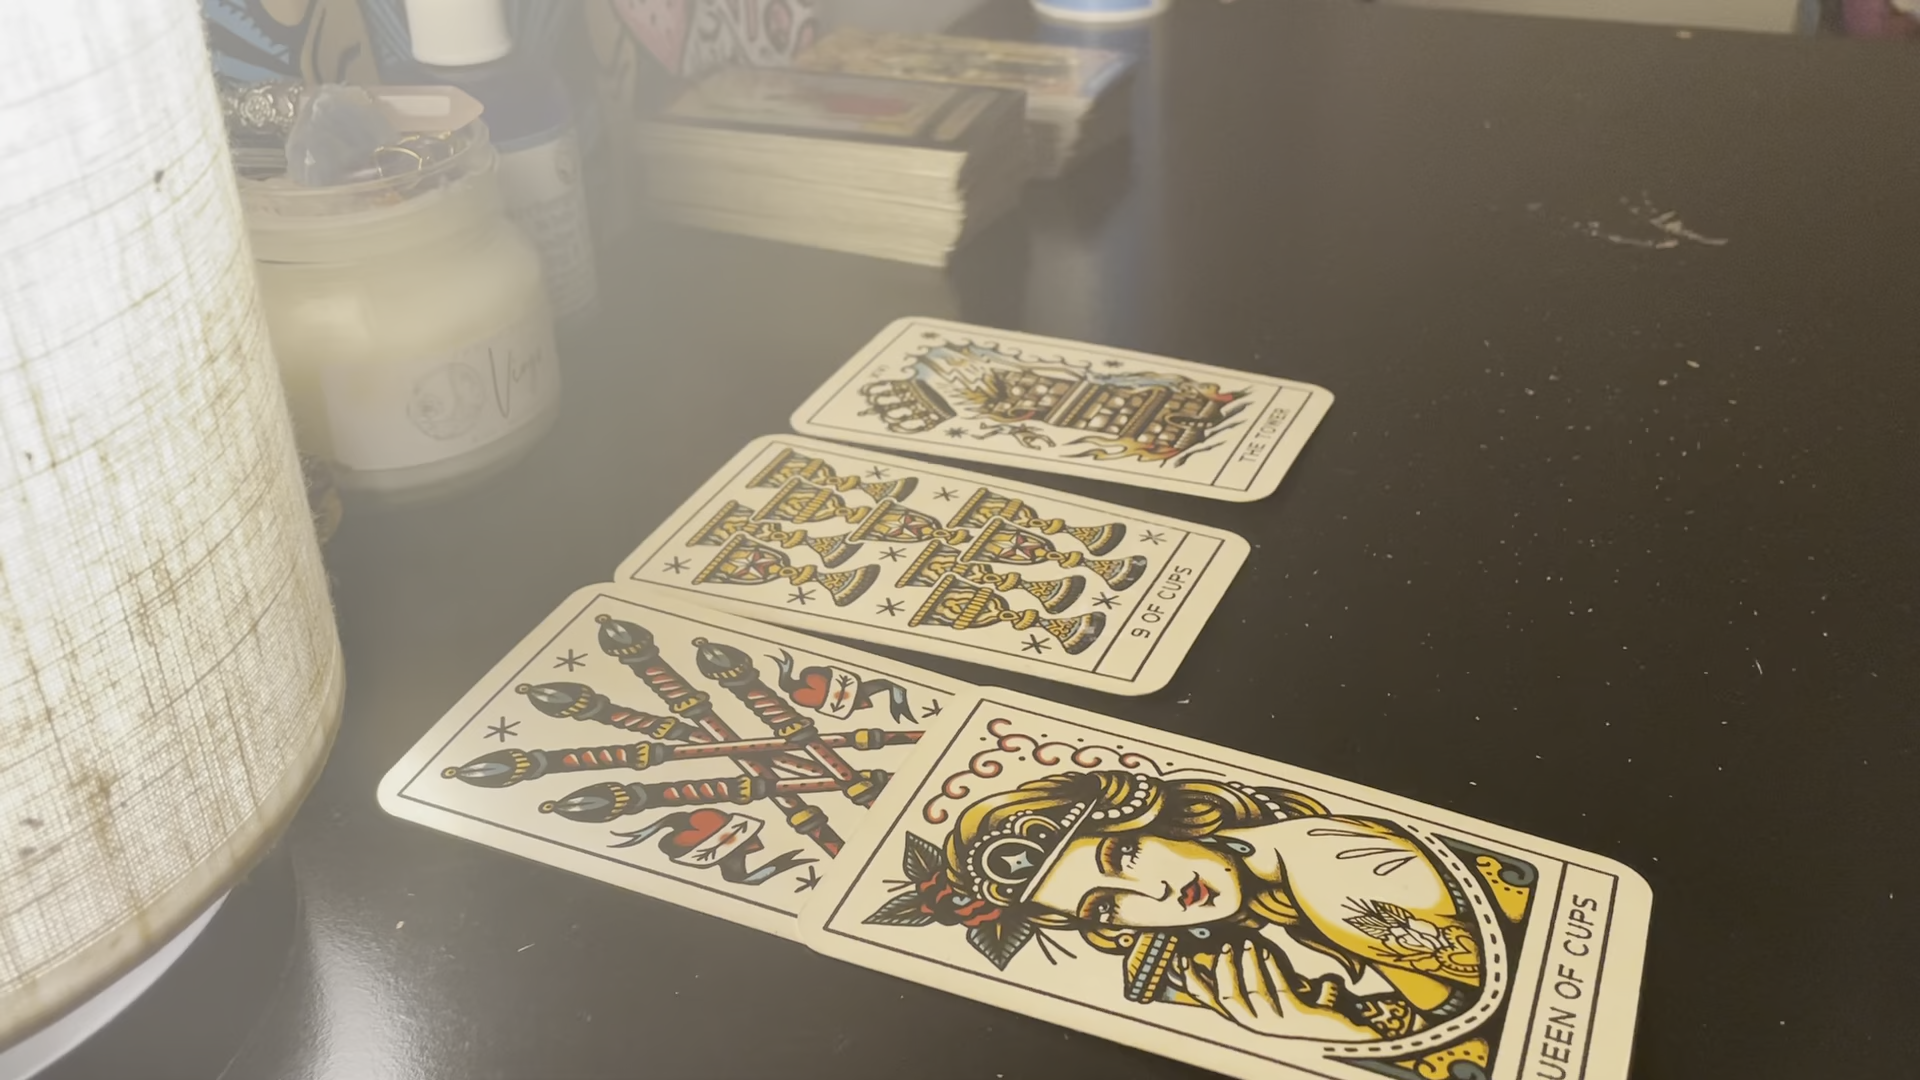 THE TOWER
9 OF CUPS
UEEN OF CUPS